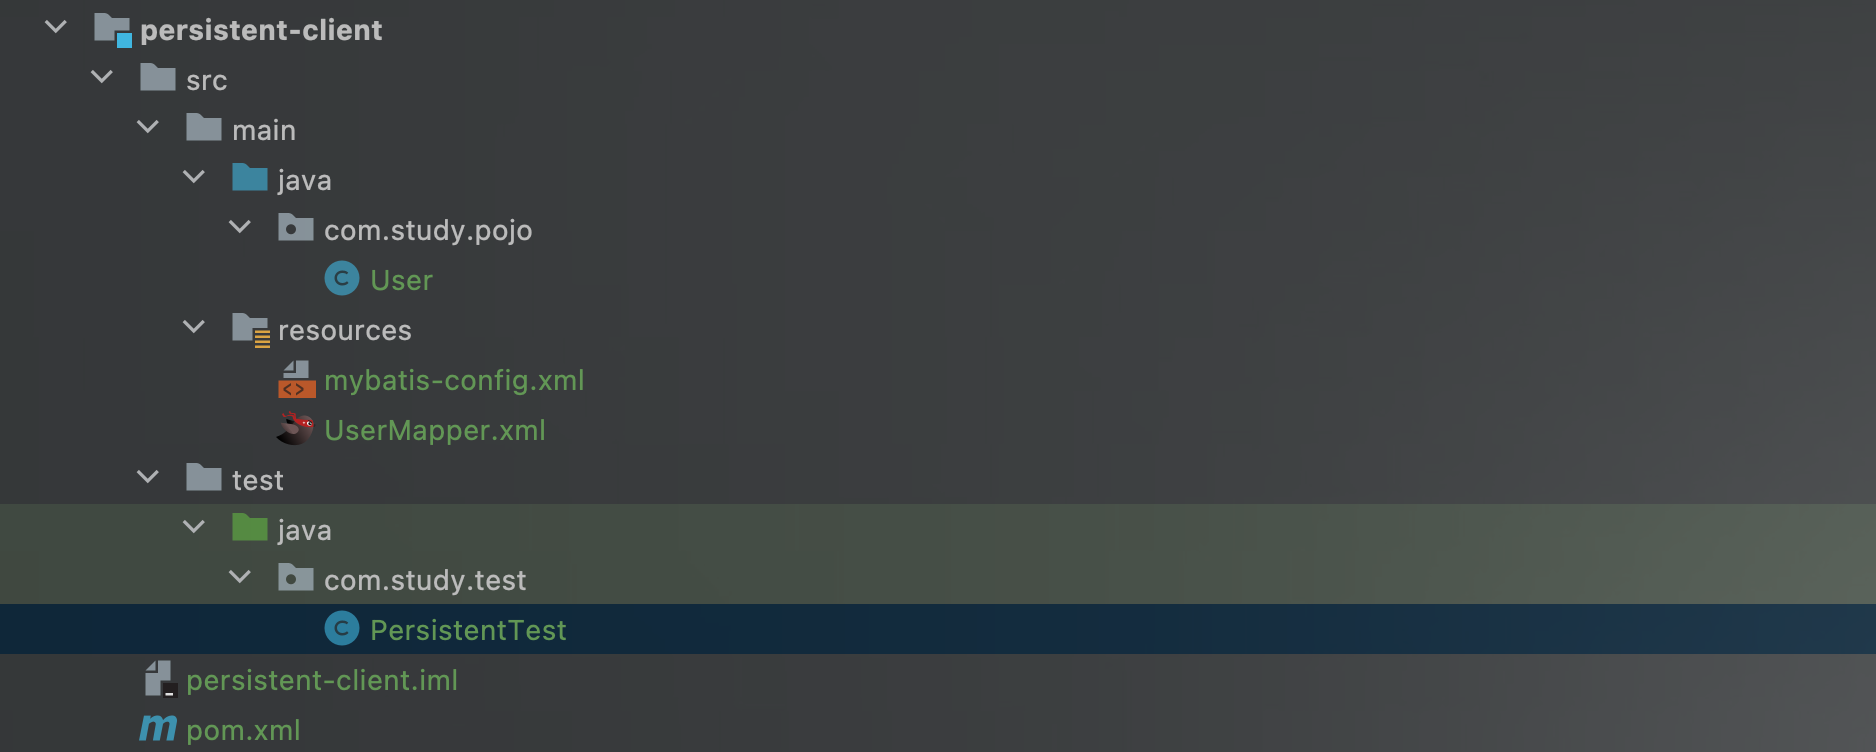 persistent-client
src
main
java
com.study.pojo
User
resources
mybatis-config.xml
UserMapper.xml
test
java
com.study.test
PersistentTest
persistent-client.iml
pom.xml